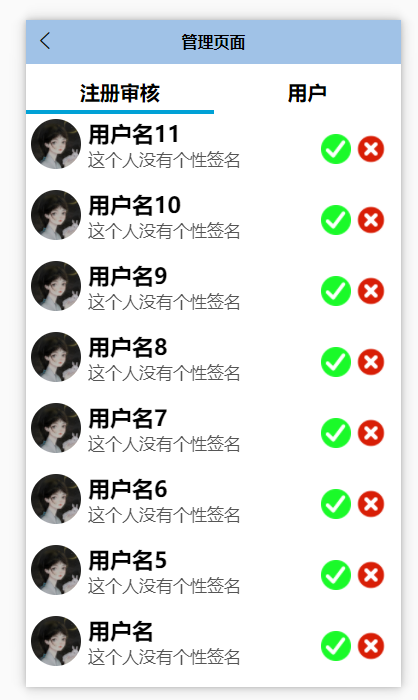 管理页面
注册审核 用户
用户名11
这个人没有个性签名
用户名10
这个人没有个性签名
用户名9
这个人没有个性签名
用户名8
这个人没有个性签名
用户名7
这个人没有个性签名
用户名6
这个人没有个性签名
用户名5
这个人没有个性签名
用户名
这个人没有个性签名